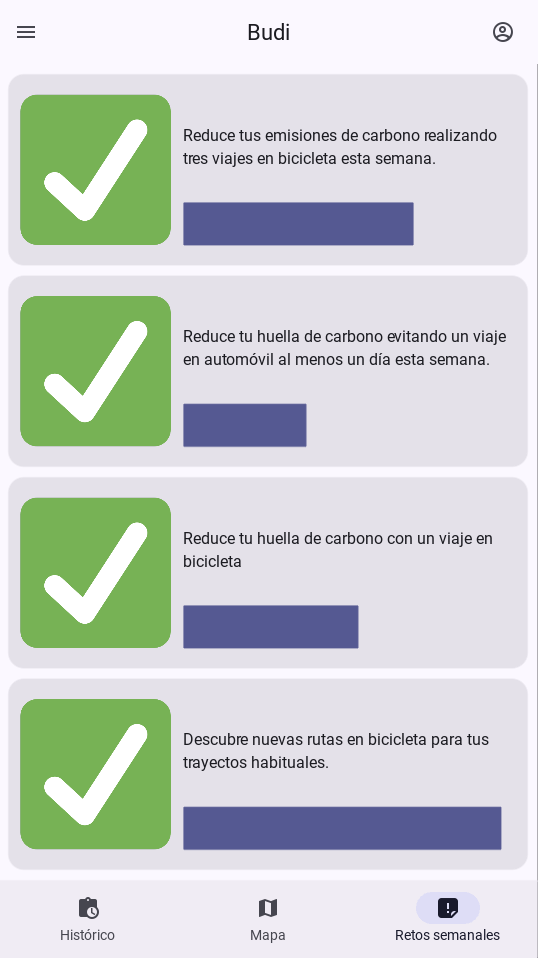 Budi
Reduce tus emisiones de carbono realizando
tres viajes en bicicleta esta semana.
Reduce tu huella de carbono evitando un viaje
en automóvil al menos un día esta semana.
Reduce tu huella de carbono con un viaje en
bicicleta
Descubre nuevas rutas en bicicleta para tus
trayectos habituales.
Histórico
Mapa
Retos semanales